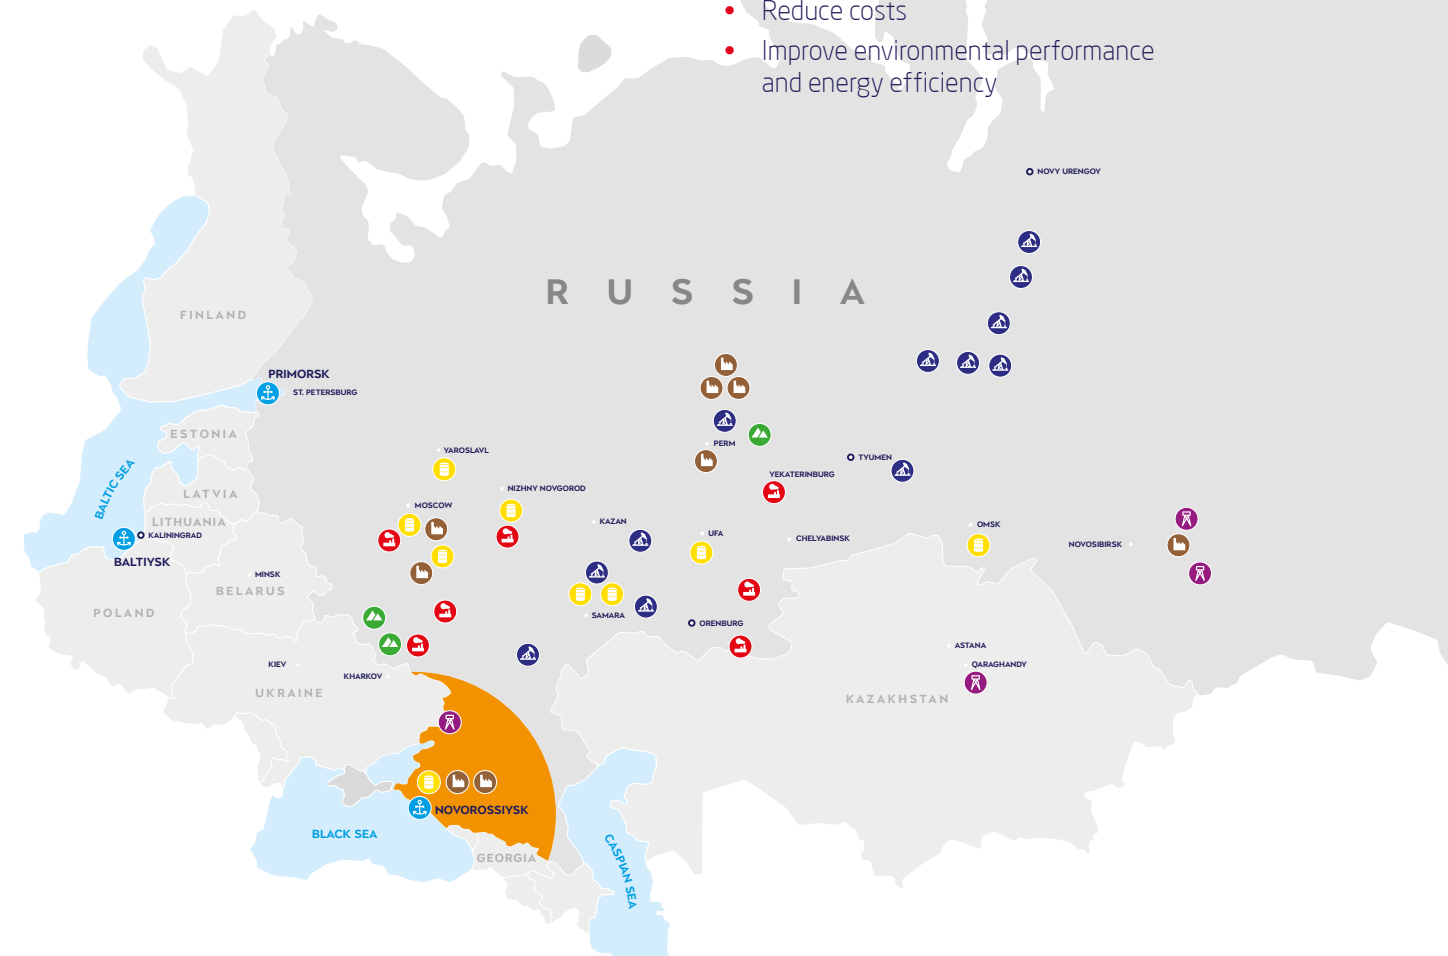 Reduce costs
Improve environmental performance
and energy efficiency
NOVY URENGOY
RUSSIA
FINLAND
PRIMORSK
ST. PETERSBURG
ESTONIA
YAROSLAVL
PERM
TYUMEN
BALTIC SEA
YEKATERINBURG
LATVIA
NIZHNY NOVGOROD
MOSCOW
LITHUANIA
KAZAN
OMSK
KALININGRAD
UFA
CHELYABINSK
NOVOSIBIRSK
BALTIYSK
MINSK
BELARUS
POLAND
SAMARA
ORENBURG
ASTANA
KIEV
QARAGHANDY
KHARKOV
UKRAINE
KAZAKHSTAN
NOVOROSSIYSK
BLACK SEA
GEORGIA
CASPIAN SEA